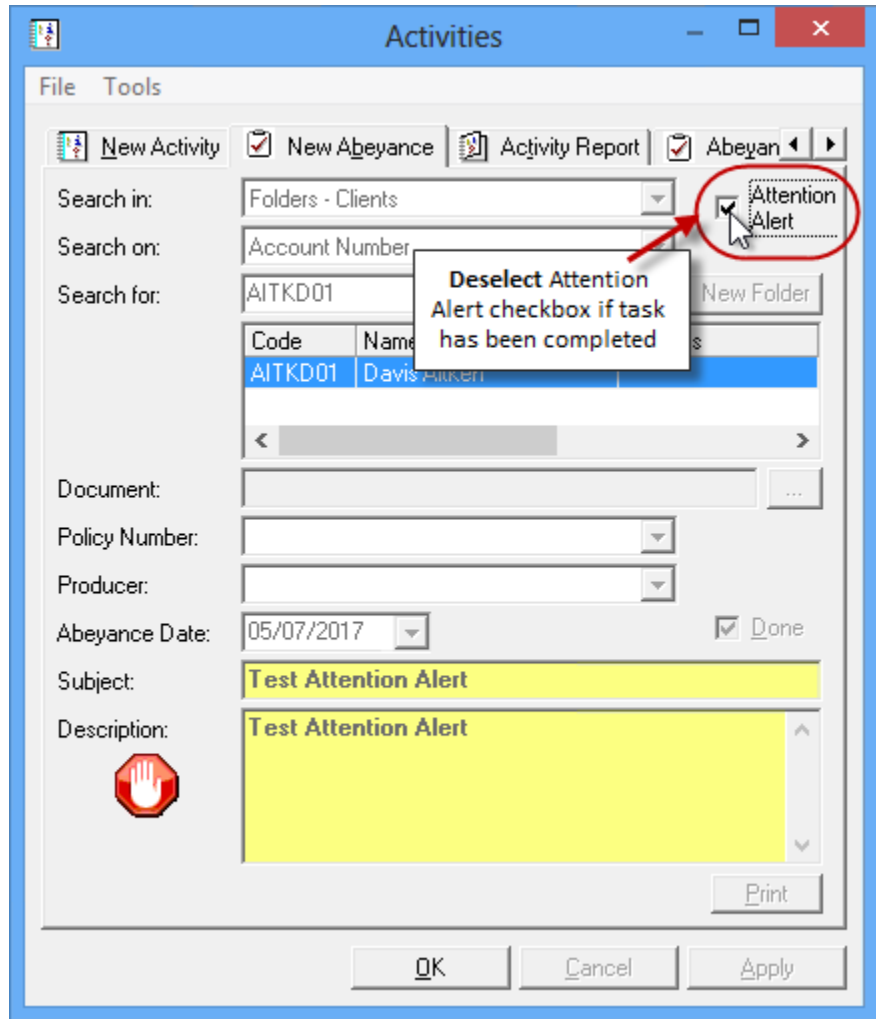 Activities
File Tools
New Activity New Abeyance Activity Report Abeyan
Search in: Folders - Clients Attention
Alert
Search on: Account Number
Search for: AITKD01 New Folder
Deselect Attention
Alert checkbox if task
has been completed
Code Name s
AITKD01 Davis Aitken
Document: ...
Policy Number:
Producer:
Abeyance Date: 05/07/2017 Done
Subject: Test Attention Alert
Description: Test Attention Alert
Print
OK Cancel Apply